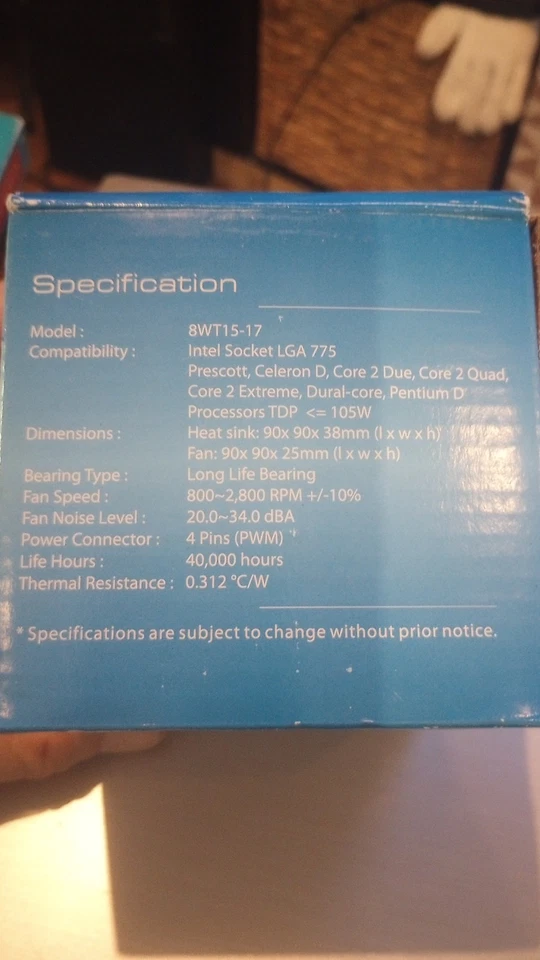 Specification
Model : 8WT15-17
Compatibility : Intel Socket LGA 775
Prescott, Celeron D, Core 2 Due, Core 2 Quad,
Core 2 Extreme, Dural-core, Pentium D
Processors TDP <= 105W
Dimensions : Heat sink: 90x 90x 38mm (l x w x h)
Fan: 90x 90x 25mm (l x w x h)
Bearing Type : Long Life Bearing
Fan Speed : 800~2,800 RPM +/-10%
Fan Noise Level : 20.0~34.0 dBA
Power Connector : 4 Pins (PWM)
Life Hours : 40,000 hours
Thermal Resistance : 0.312 °C/W
* Specifications are subject to change without prior notice.